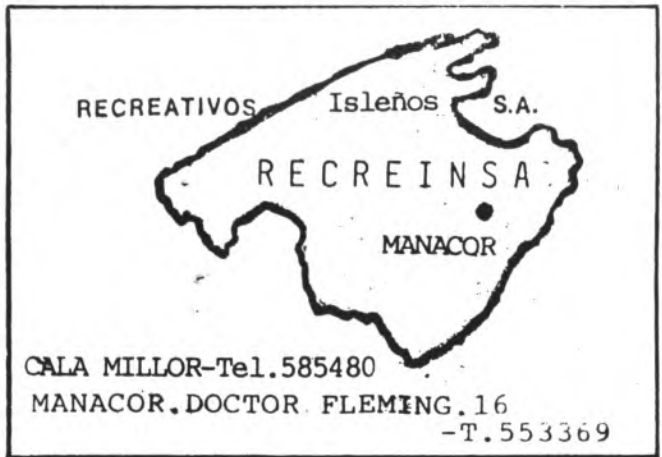 RECREATIVOS Isleños S.A.
RECREINSA
MANACOR
CALA MILLOR-Tel.585480
MANACOR.DOCTOR FLEMING.16
-T.553369